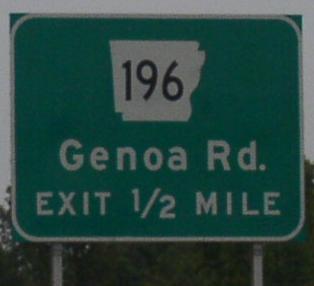 196
Genoa Rd.
EXIT 1/2 MILE